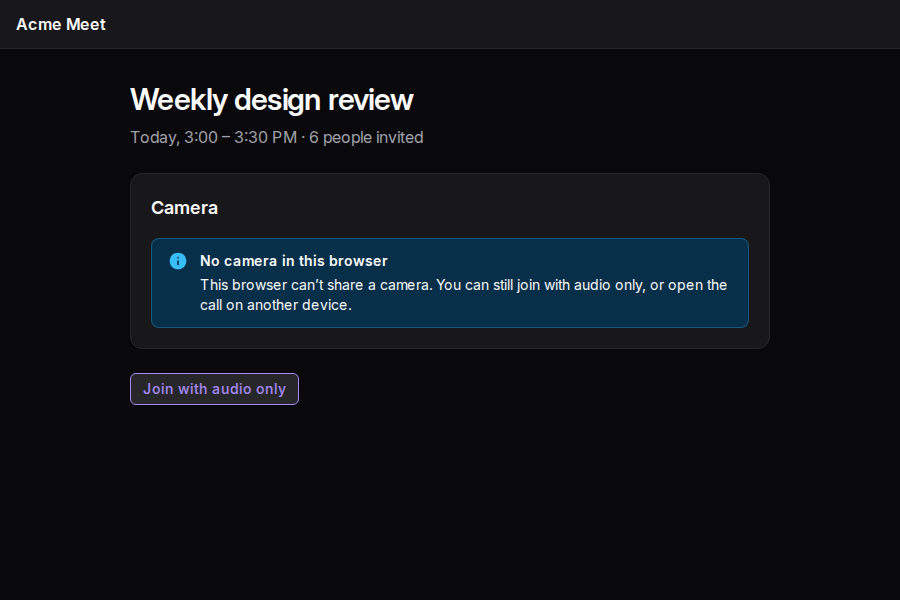 Acme Meet
Weekly design review
Today, 3:00 – 3:30 PM · 6 people invited
Camera
No camera in this browser
This browser can’t share a camera. You can still join with audio only, or open the
call on another device.
Join with audio only